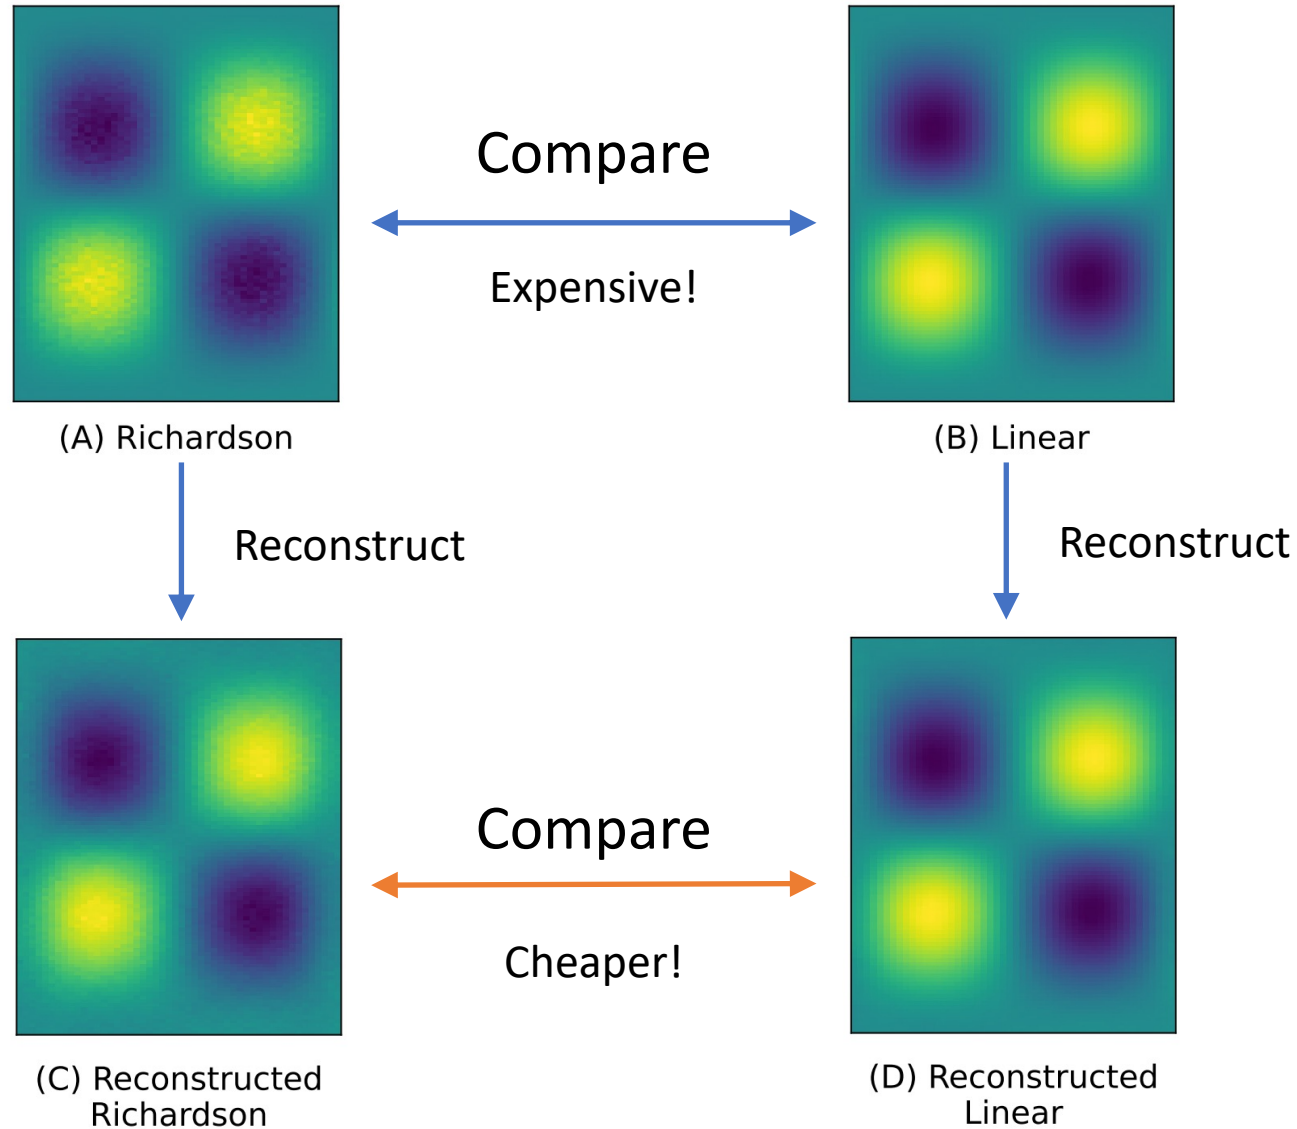 Compare
Expensive!
(A) Richardson
(B) Linear
Reconstruct
Reconstruct
Compare
Cheaper!
(C) Reconstructed
Richardson
(D) Reconstructed
Linear